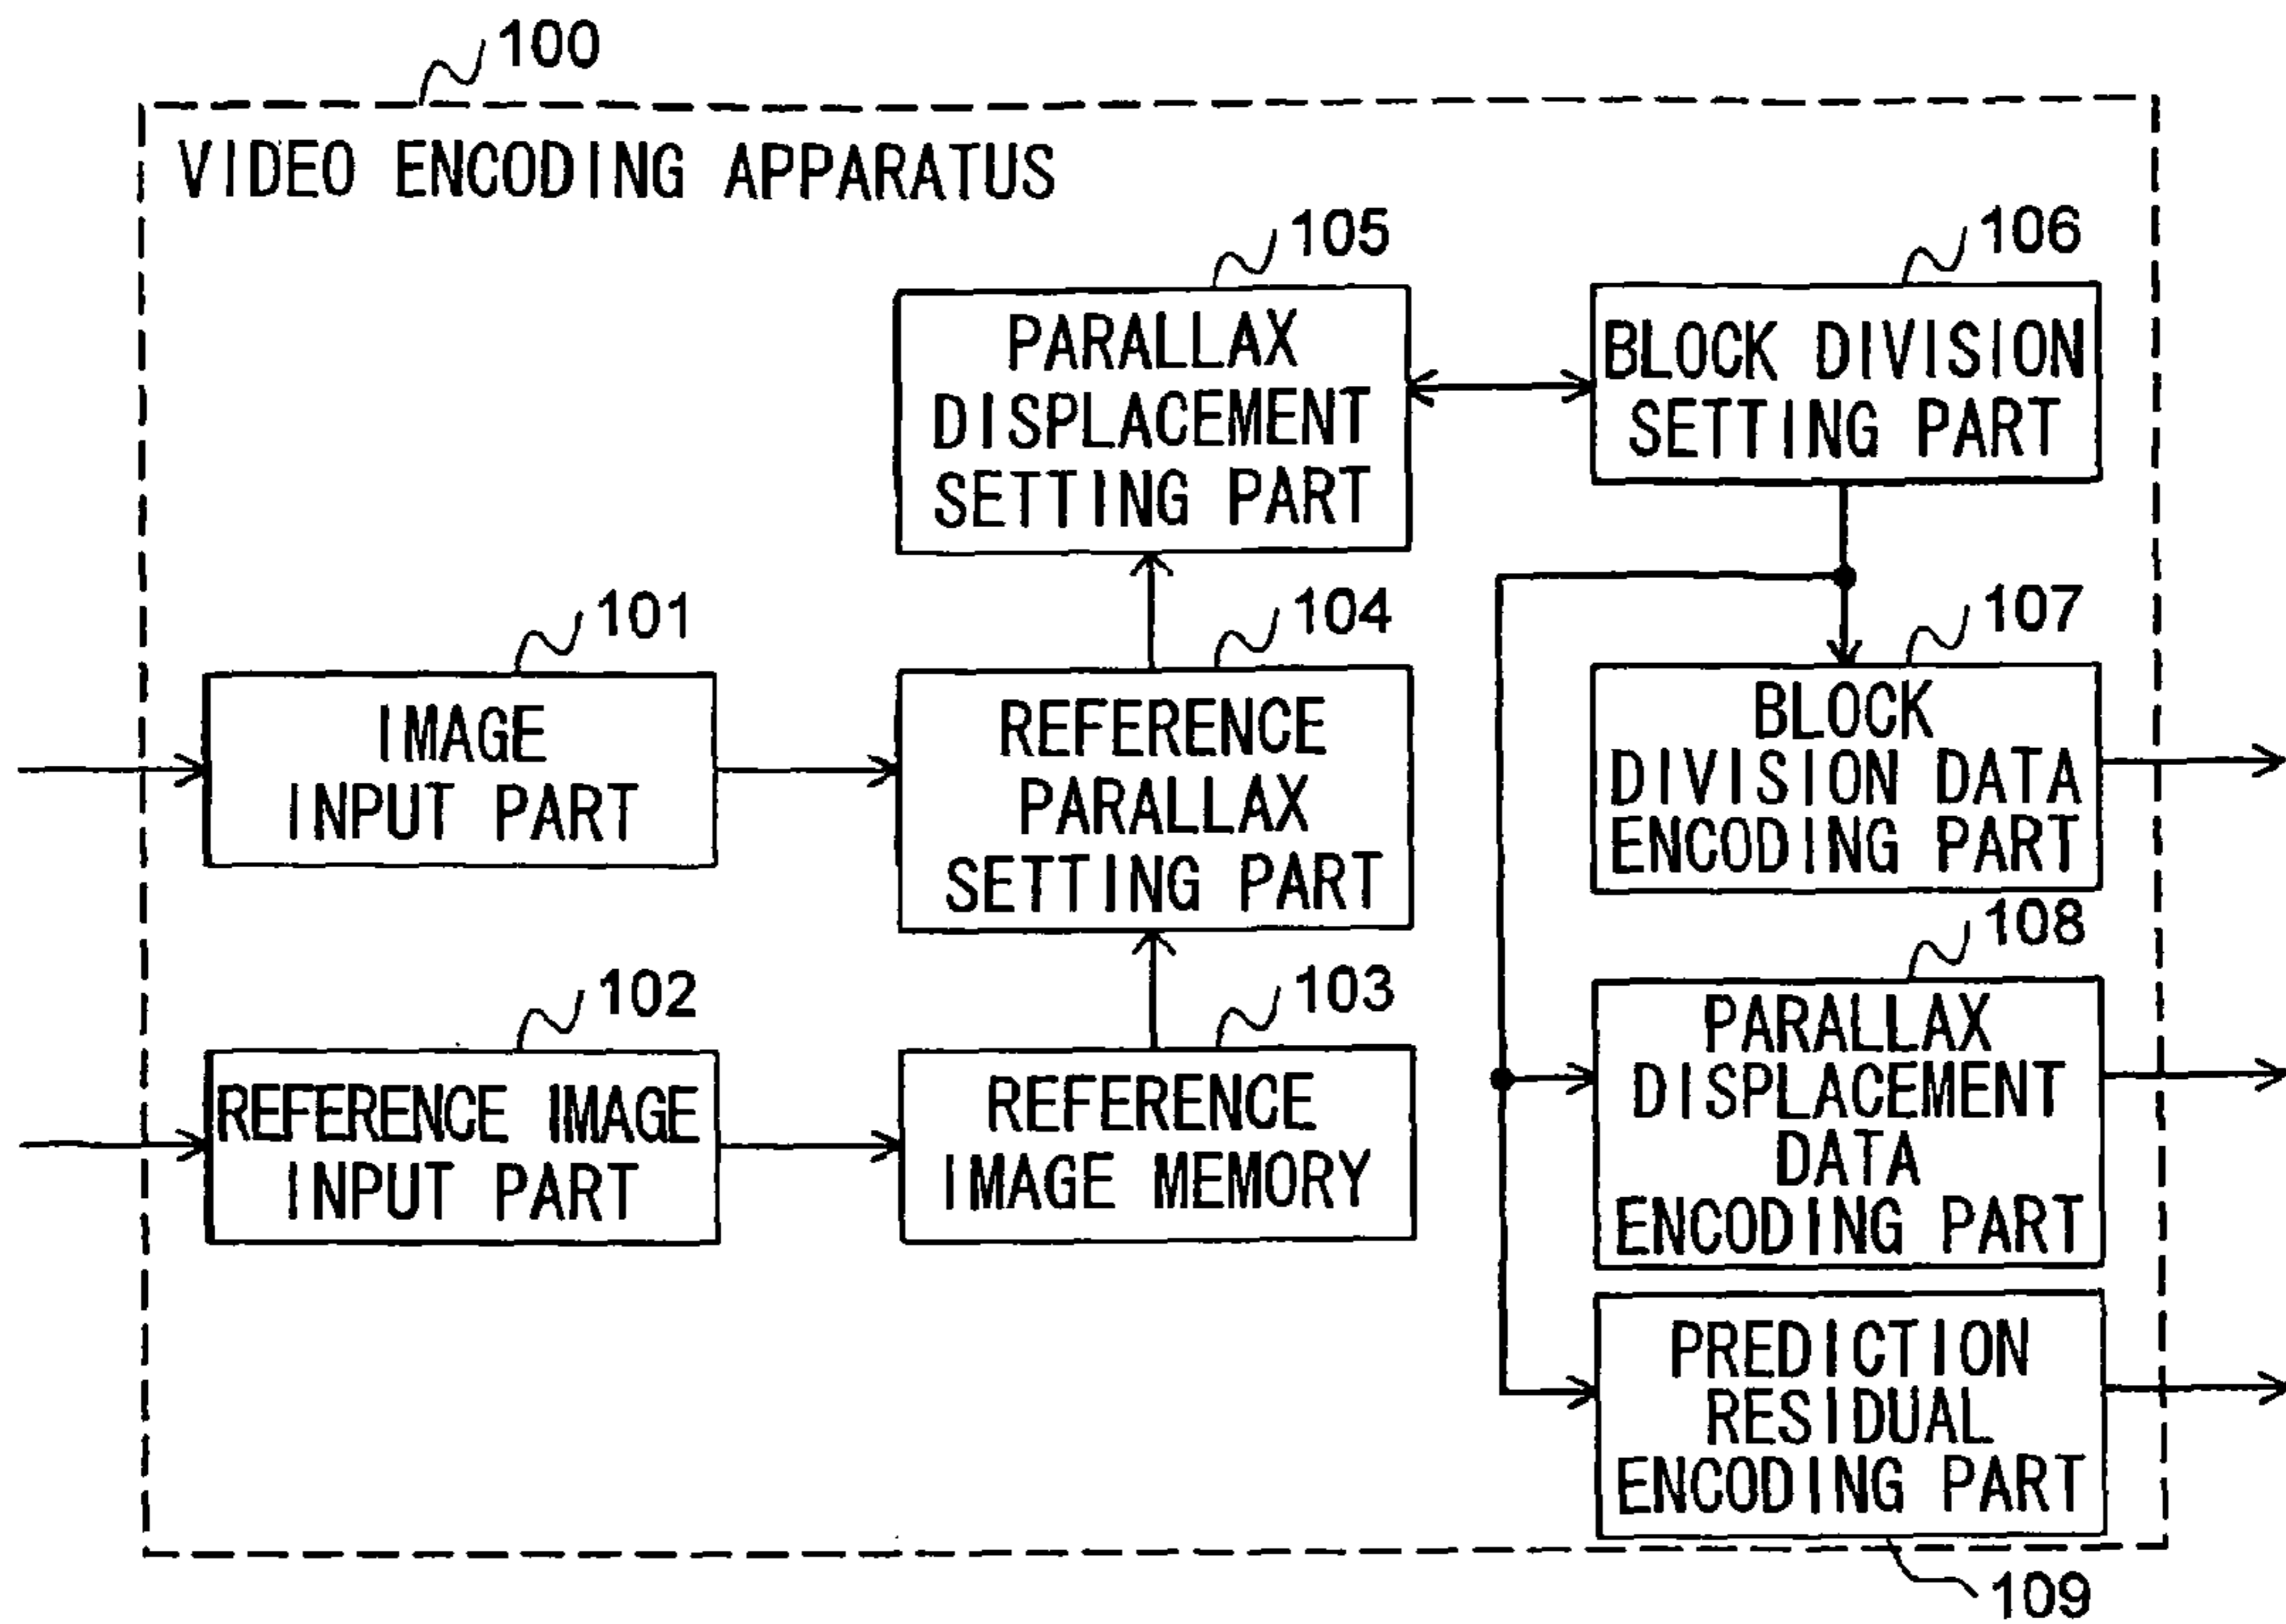 100
VIDEO ENCODING APPARATUS
105
PARALLAX
DISPLACEMENT
SETTING PART
106
BLOCK DIVISION
SETTING PART
101
IMAGE
INPUT PART
104
REFERENCE
PARALLAX
SETTING PART
107
BLOCK
DIVISION DATA
ENCODING PART
102
REFERENCE IMAGE
INPUT PART
103
REFERENCE
IMAGE MEMORY
108
PARALLAX
DISPLACEMENT
DATA
ENCODING PART
PREDICTION
RESIDUAL
ENCODING PART
109